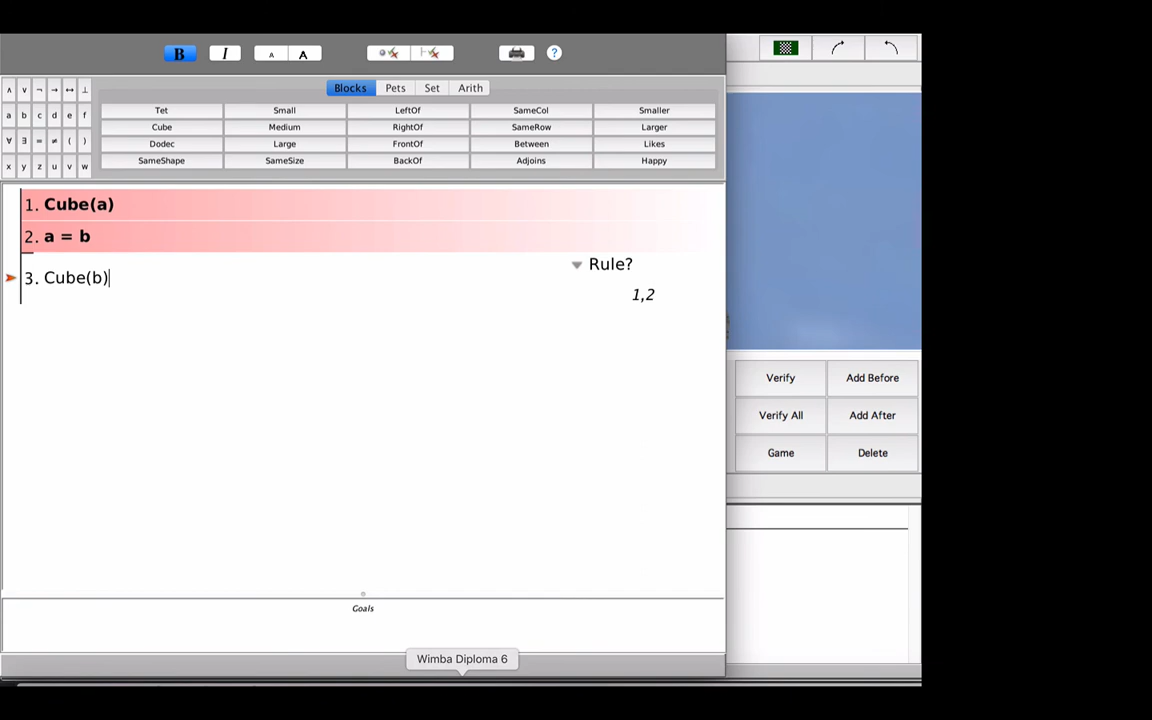 B I A A ?
Blocks Pets Set Arith
∧ ∨ ¬ → ↔ ⊥
a b c d e f
∀ ∃ = ≠ ( )
x y z u v w
Tet Small LeftOf SameCol Smaller
Cube Medium RightOf SameRow Larger
Dodec Large FrontOf Between Likes
SameShape SameSize BackOf Adjoins Happy
1. Cube(a)
2. a = b
3. Cube(b)
Rule?
1,2
Verify Add Before
Verify All Add After
Game Delete
Goals
Wimba Diploma 6